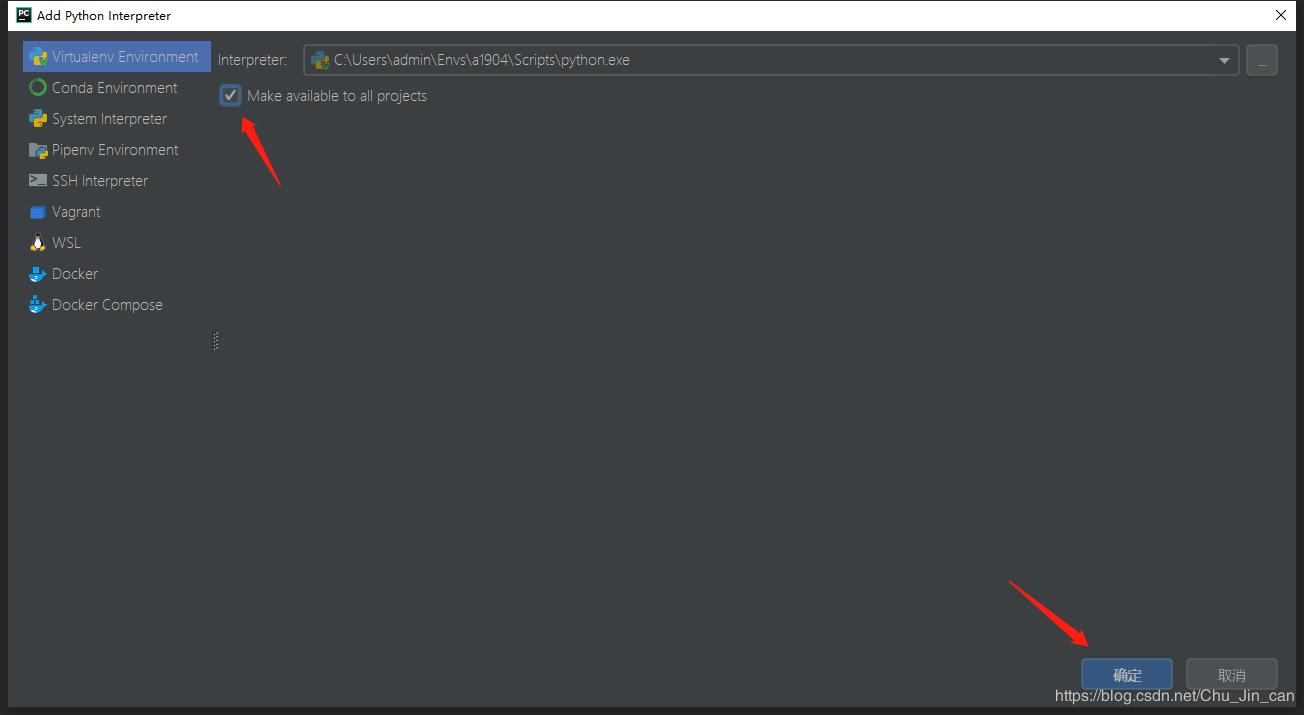 PC Add Python Interpreter
Virtualenv Environment
Interpreter: C:\Users\admin\Envs\a1904\Scripts\python.exe ...
Make available to all projects
Conda Environment
System Interpreter
Pipenv Environment
SSH Interpreter
Vagrant
WSL
Docker
Docker Compose
确定 取消
https://blog.csdn.net/Chu_Jin_can